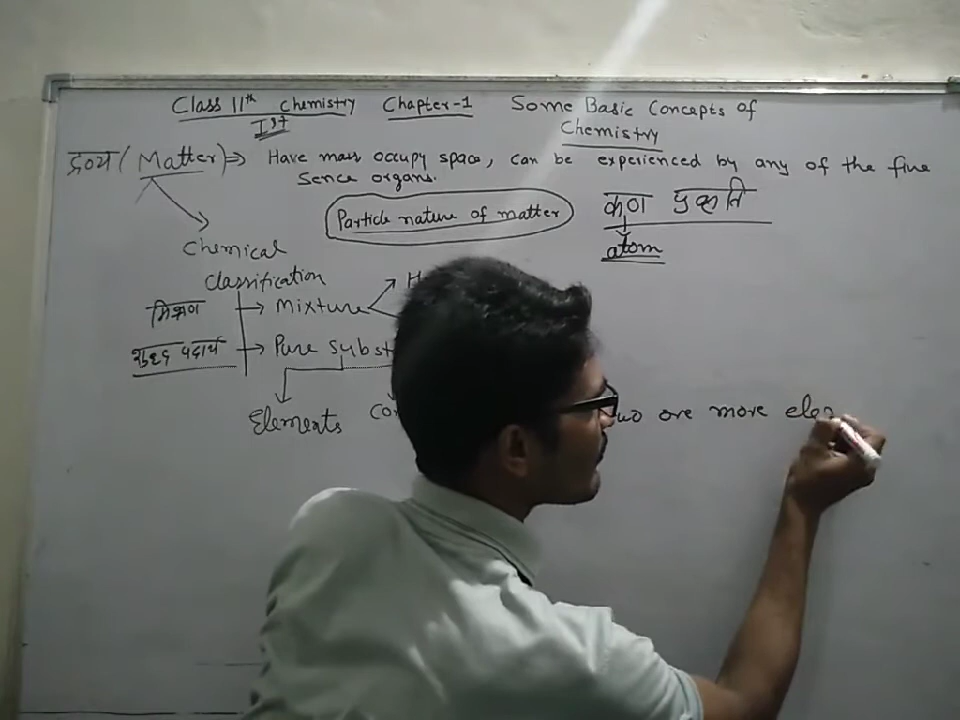 Class 11th Chemistry Chapter-1 Some Basic Concepts of
Ist Chemistry
द्रव्य (Matter) ⇒ Have mass occupy space, can be experienced by any of the five
Sence organs.
Particle nature of matter कण प्रकृति
atom
Chemical
classification
मिश्रण → Mixture
शुद्ध पदार्थ → Pure subst
Elements Co
wo ore more ele